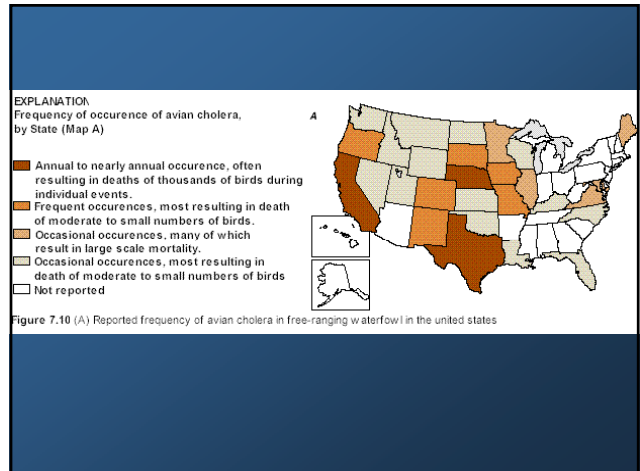 EXPLANATION
Frequency of occurence of avian cholera,
by State (Map A)
A
Annual to nearly annual occurence, often
resulting in deaths of thousands of birds during
individual events.
Frequent occurences, most resulting in death
of moderate to small numbers of birds.
Occasional occurences, many of which
result in large scale mortality.
Occasional occurences, most resulting in
death of moderate to small numbers of birds
Not reported
Figure 7.10 (A) Reported frequency of avian cholera in free-ranging waterfowl in the united states